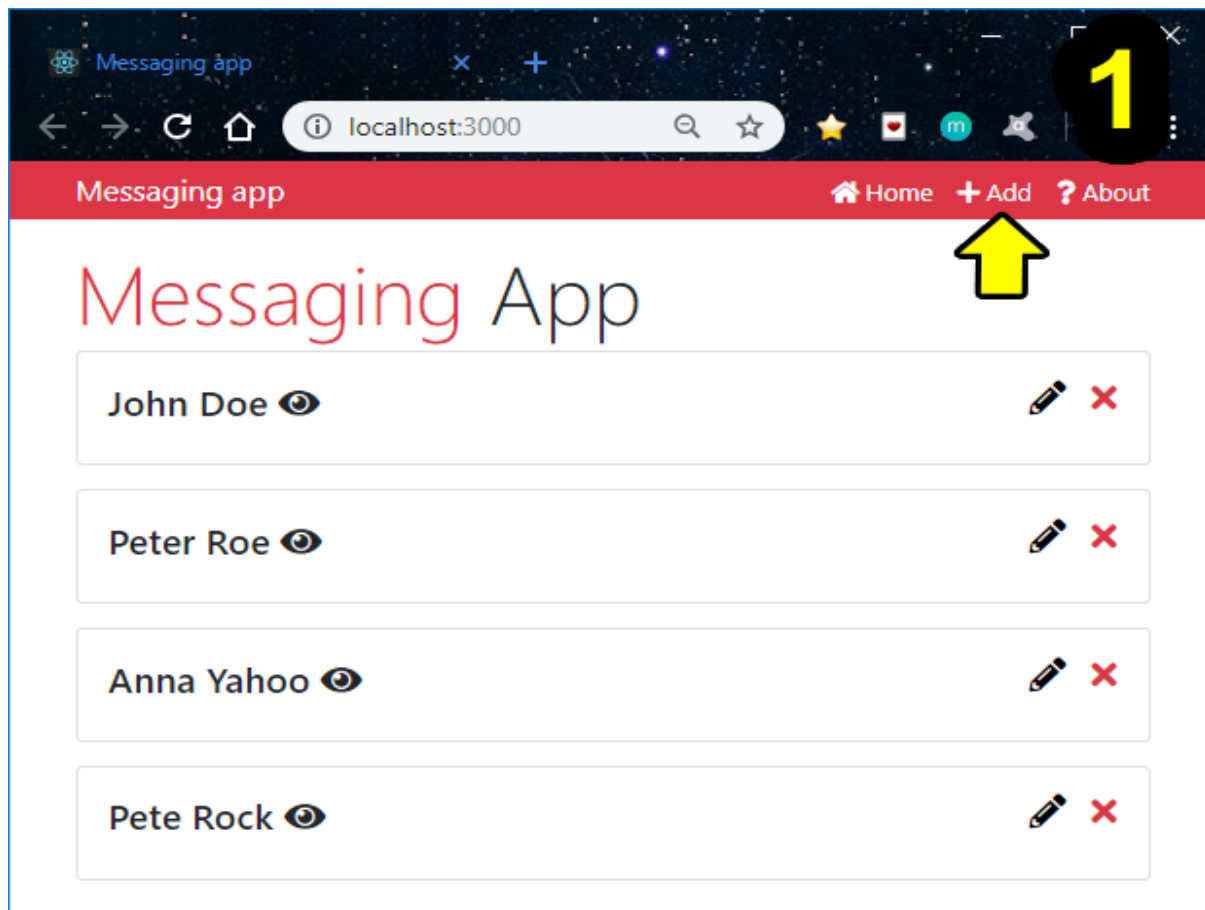 Messaging app
1
localhost:3000
m
Messaging app Home Add About
Messaging App
John Doe
Peter Roe
Anna Yahoo
Pete Rock